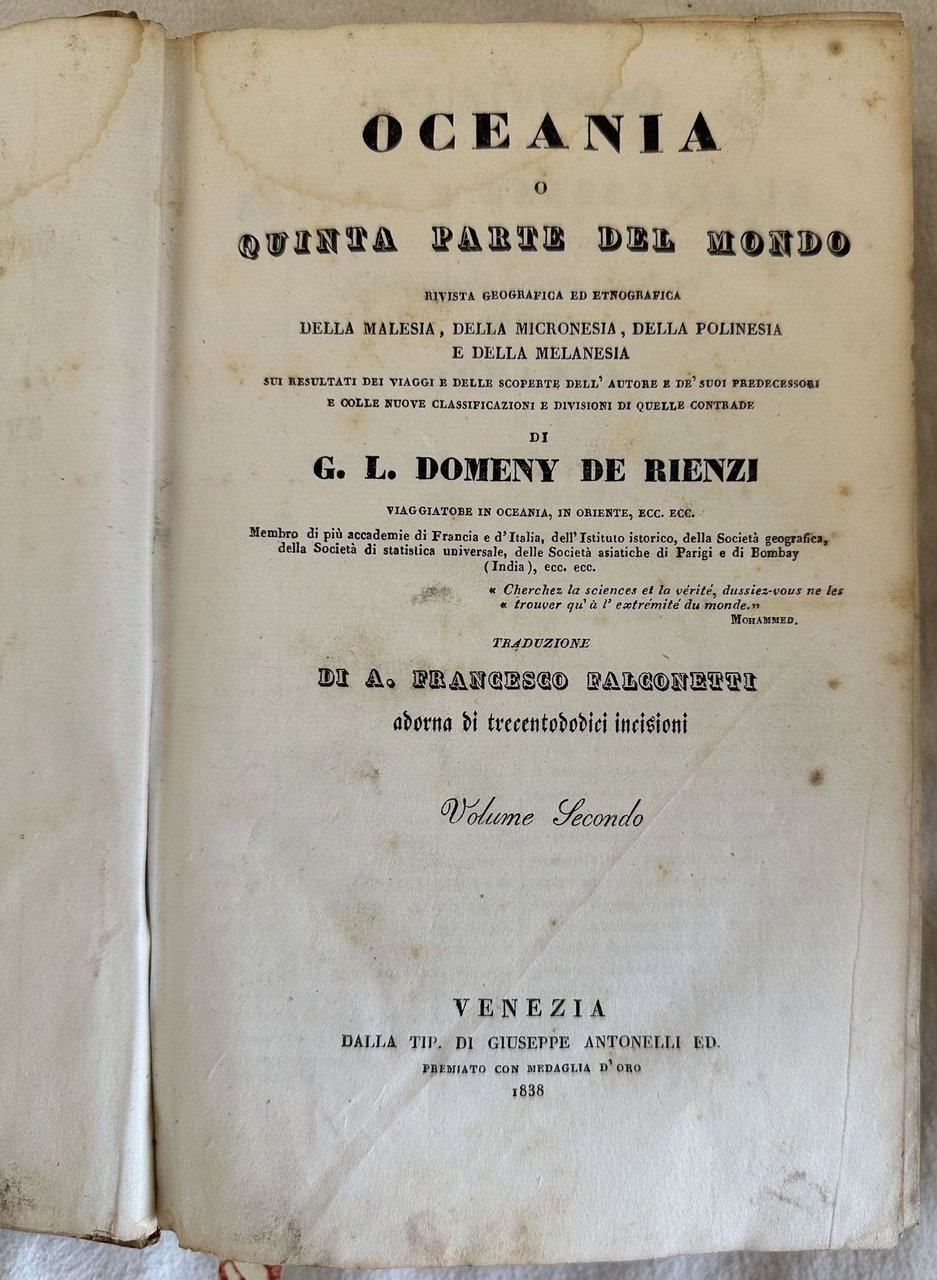 OCEANIA
O
QUINTA PARTE DEL MONDO
RIVISTA GEOGRAFICA ED ETNOGRAFICA
DELLA MALESIA, DELLA MICRONESIA, DELLA POLINESIA
E DELLA MELANESIA
SUI RESULTATI DEI VIAGGI E DELLE SCOPERTE DELL' AUTORE E DE' SUOI PREDECESSORI
E COLLE NUOVE CLASSIFICAZIONI E DIVISIONI DI QUELLE CONTRADE
DI
G. L. DOMENY DE RIENZI
VIAGGIATORE IN OCEANIA, IN ORIENTE, ECC. ECC.
Membro di più accademie di Francia e d'Italia, dell'Istituto istorico, della Società geografica,
della Società di statistica universale, delle Società asiatiche di Parigi e di Bombay
(India), ecc. ecc.
« Cherchez la sciences et la vérité, dussiez-vous ne les
« trouver qu'à l' extrémité du monde.»
MOHAMMED.
TRADUZIONE
DI A. FRANCESCO FALCONETTI
adorna di trecentododici incisioni
Volume Secondo
VENEZIA
DALLA TIP. DI GIUSEPPE ANTONELLI ED.
PREMIATO CON MEDAGLIA D'ORO
1838